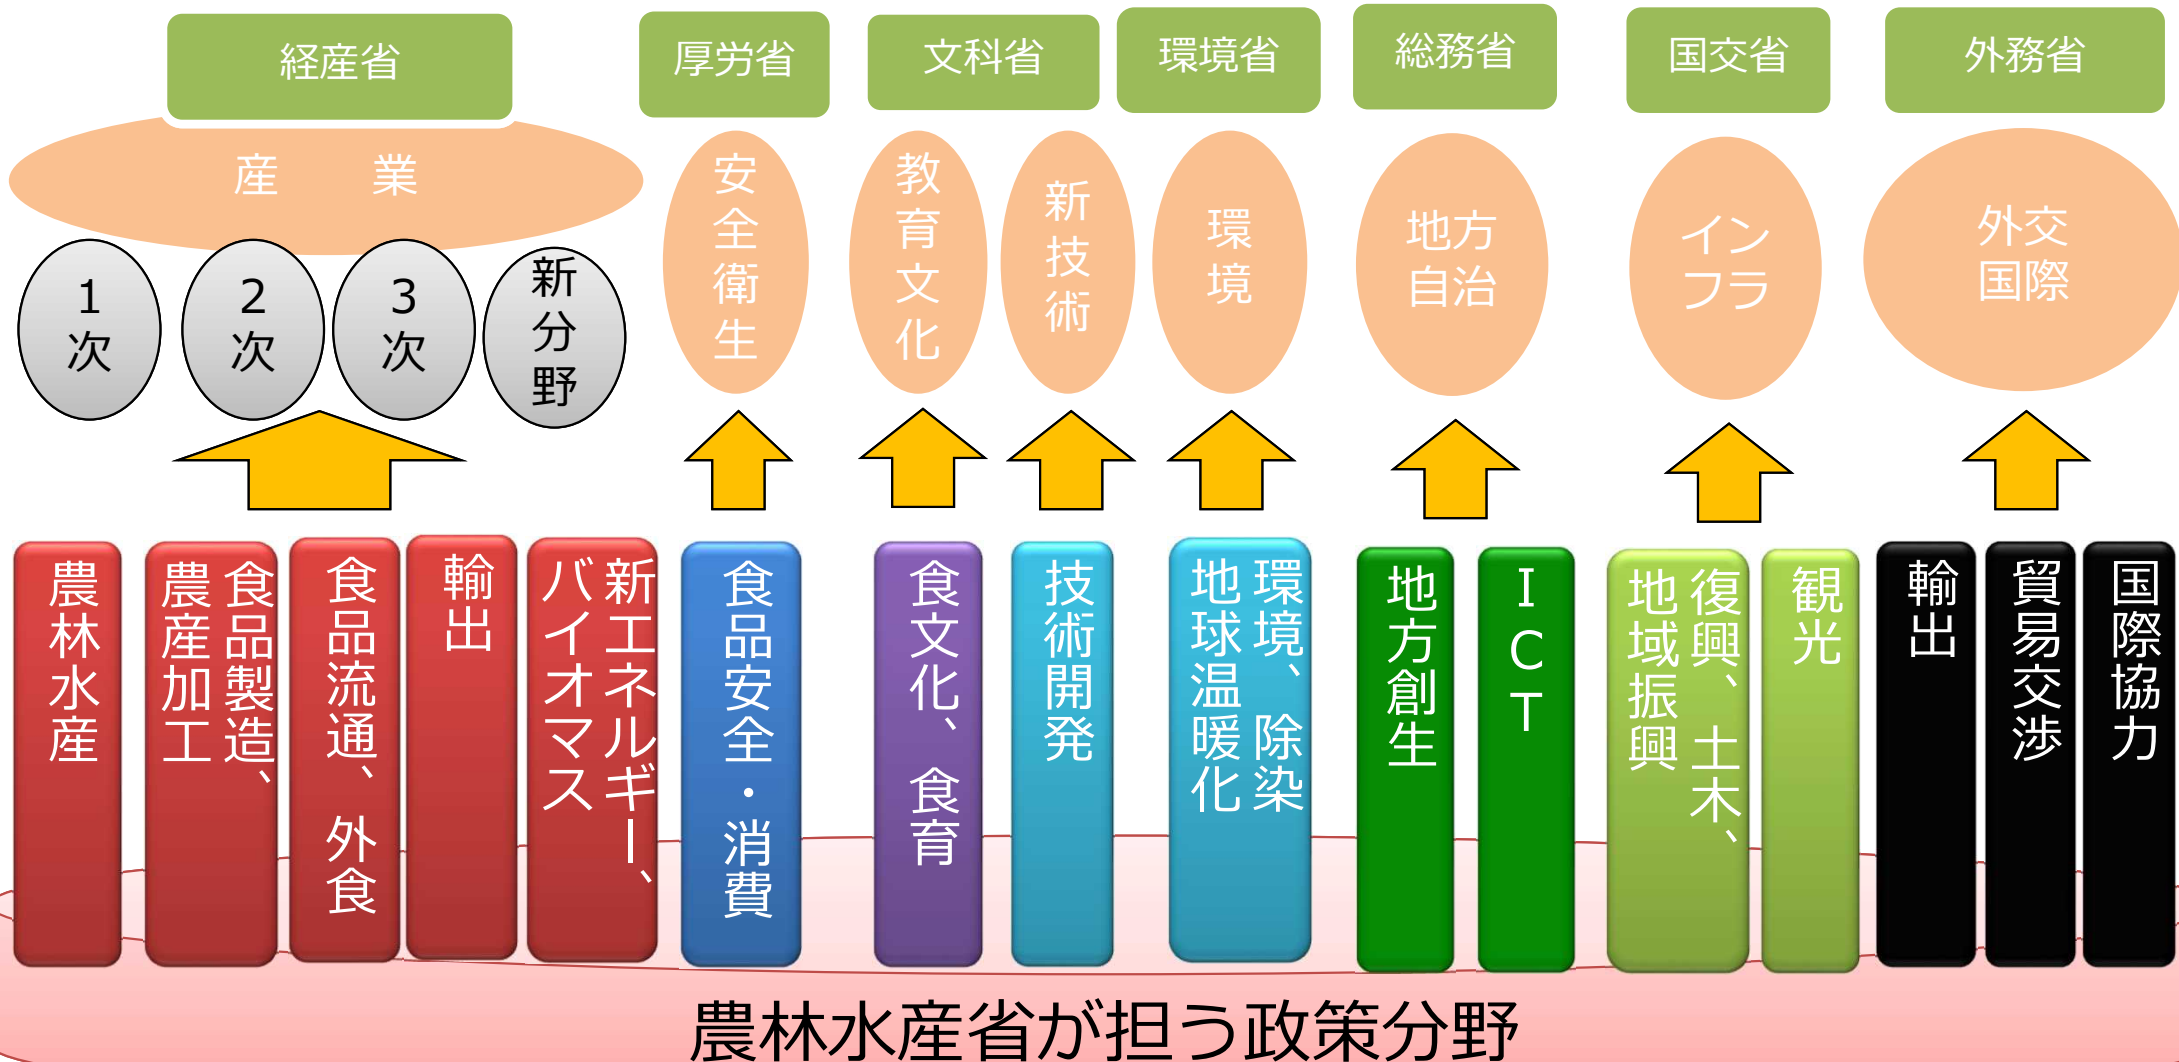 経産省
厚労省
文科省
環境省
総務省
国交省
外務省
産　　業
1次
2次
3次
新分野
安全衛生
教育文化
新技術
環境
地方
自治
イン
フラ
外交
国際
農林水産
食品製造、
農産加工
食品流通、外食
輸出
新エネルギー、
バイオマス
食品安全・消費
食文化、食育
技術開発
環境、除染
地球温暖化
地方創生
ICT
復興、土木、
地域振興
観光
輸出
貿易交渉
国際協力
農林水産省が担う政策分野